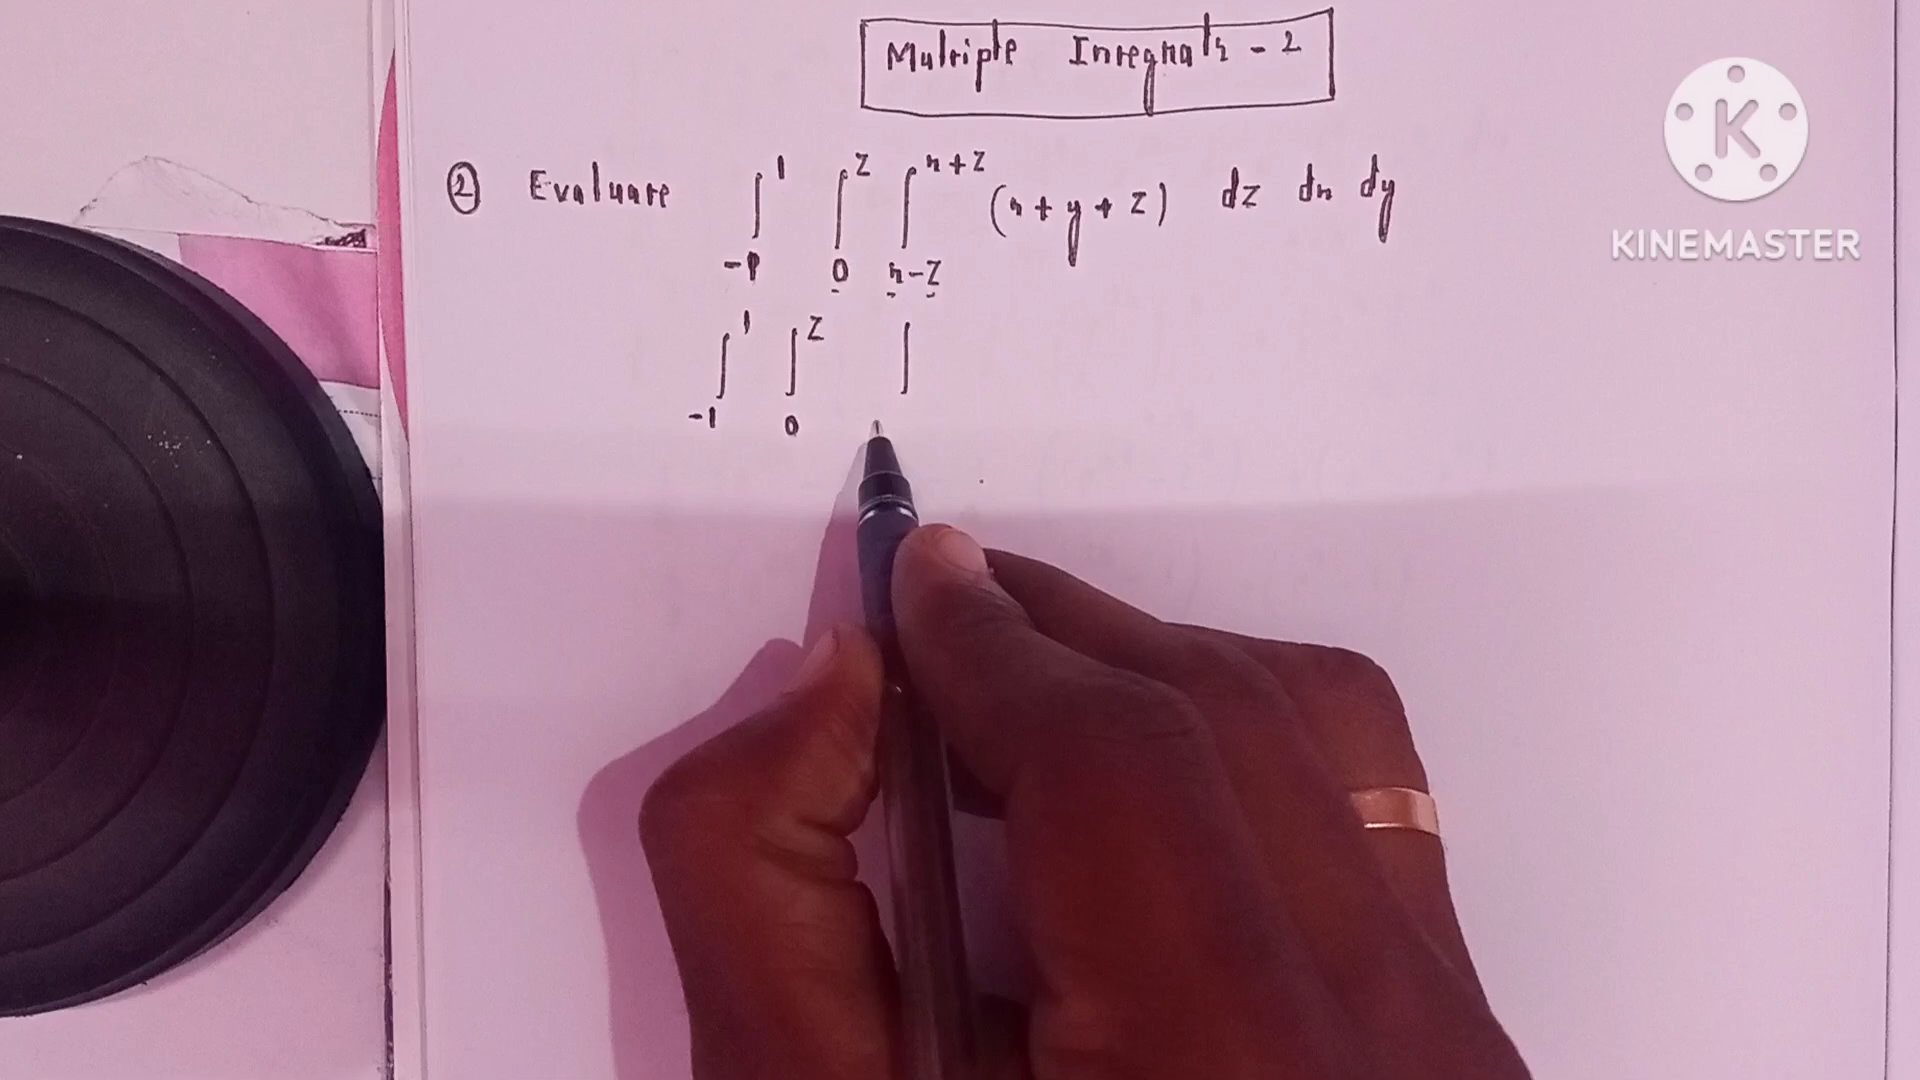 Multiple Integrals - 2
② Evaluate ∫_{-1}^{1} ∫_{0}^{z} ∫_{x-z}^{x+z} (x+y+z) dz dx dy
∫_{-1}^{1} ∫_{0}^{z} ∫
K
KINEMASTER